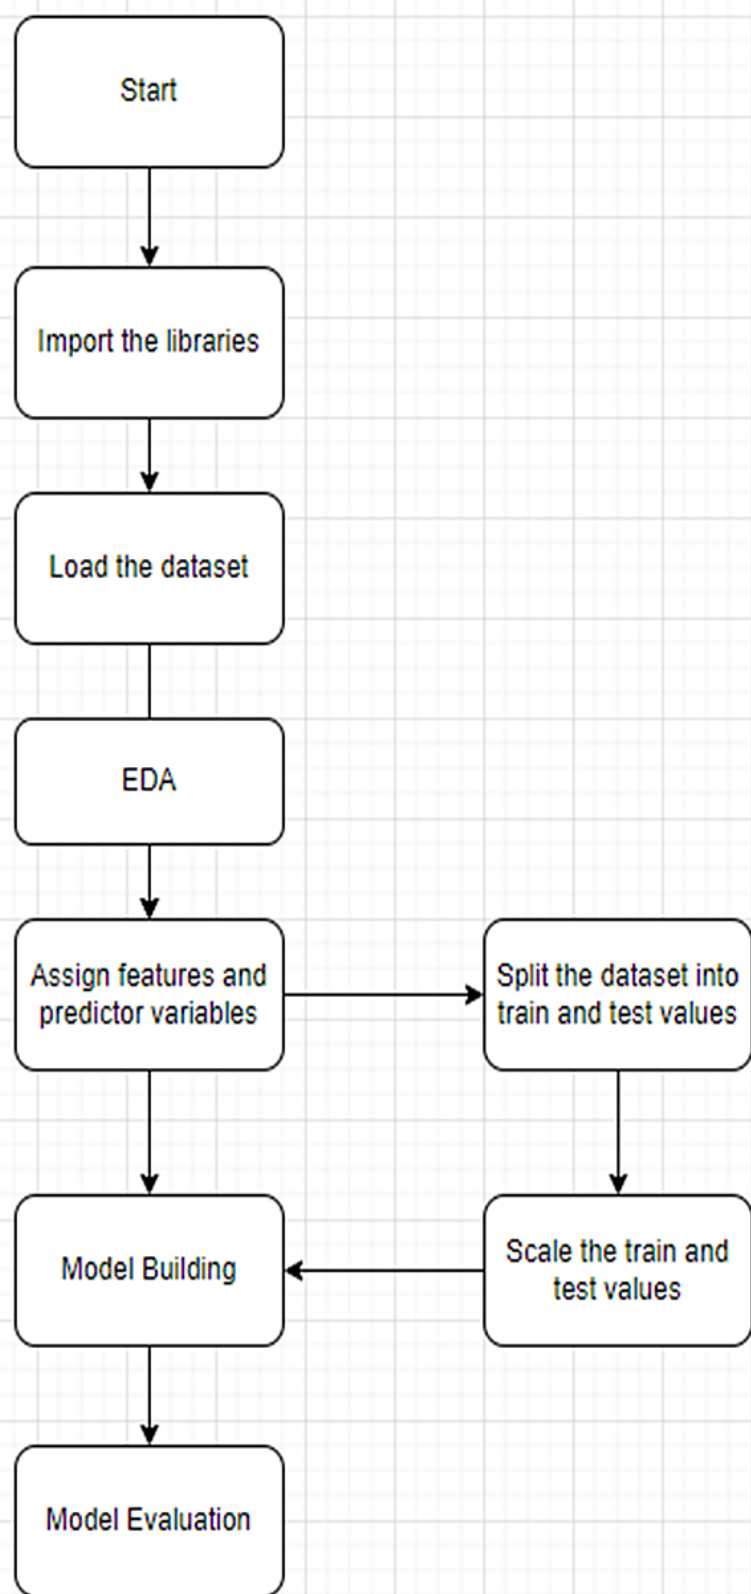 Start
Import the libraries
Load the dataset
EDA
Assign features and
predictor variables
Split the dataset into
train and test values
Model Building
Scale the train and
test values
Model Evaluation